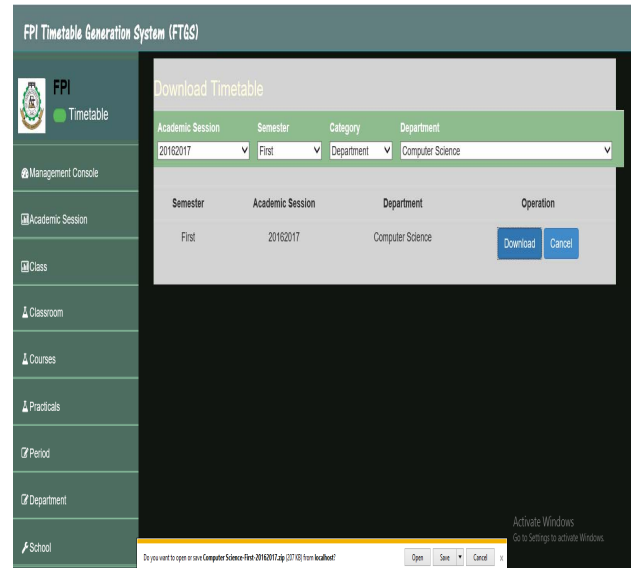 FPI Timetable Generation System (FTGS)
FPI
Timetable
Management Console
Academic Session
Class
Classroom
Courses
Practicals
Period
Department
School
Download Timetable
Academic Session Semester Category Department
20162017 First Department Computer Science
Semester Academic Session Department Operation
First 20162017 Computer Science Download Cancel
Activate Windows
Go to Settings to activate Windows.
Do you want to open or save Computer Science-First-20162017.zip (207 KB) from localhost? Open Save Cancel x